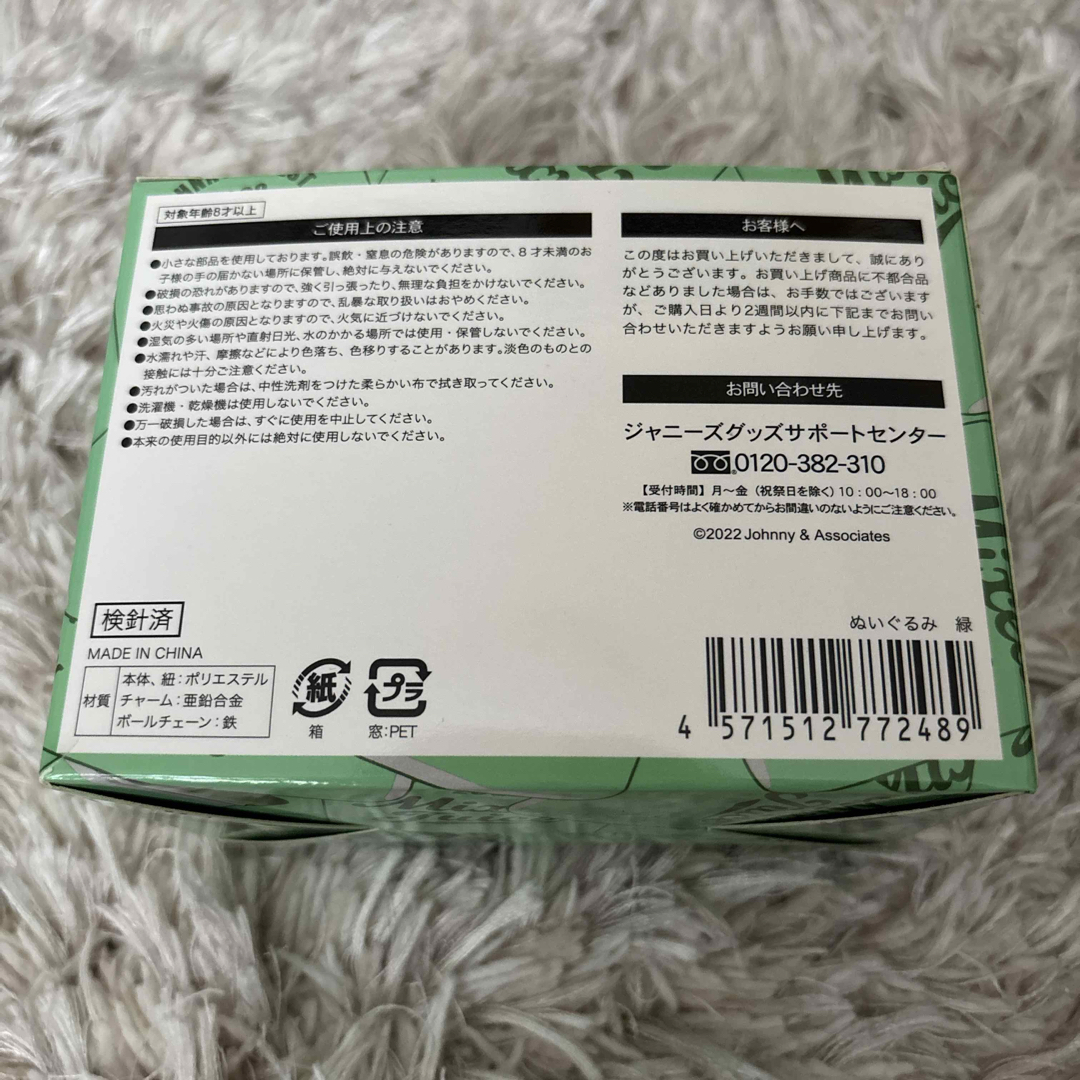 対象年齢8才以上
ご使用上の注意
●小さな部品を使用しております。誤飲・窒息の危険がありますので、8才未満のお
子様の手の届かない場所に保管し、絶対に与えないでください。
●破損の恐れがありますので、強く引っ張ったり、無理な負担をかけないでください。
●思わぬ事故の原因となりますので、乱暴な取り扱いはおやめください。
●火災や火傷の原因となりますので、火気に近づけないでください。
●湿気の多い場所や直射日光、水のかかる場所では使用・保管しないでください。
●水濡れや汗、摩擦などにより色落ち、色移りすることがあります。淡色のものとの
接触には十分ご注意ください。
●汚れがついた場合は、中性洗剤をつけた柔らかい布で拭き取ってください。
●洗濯機・乾燥機は使用しないでください。
●万一破損した場合は、すぐに使用を中止してください。
●本来の使用目的以外には絶対に使用しないでください。
お客様へ
この度はお買い上げいただきまして、誠にあり
がとうございます。お買い上げ商品に不都合品
などありました場合は、お手数ではございます
が、ご購入日より2週間以内に下記までお問い
合わせいただきますようお願い申し上げます。
お問い合わせ先
ジャニーズグッズサポートセンター
0120-382-310
【受付時間】月～金（祝祭日を除く）10：00～18：00
※電話番号はよく確かめてからお間違いのないようにご注意ください。
©2022 Johnny & Associates
検針済
MADE IN CHINA
材質
本体、紐：ポリエステル
チャーム：亜鉛合金
ボールチェーン：鉄
紙
箱
プラ
窓：PET
ぬいぐるみ　緑
4 571512 772489